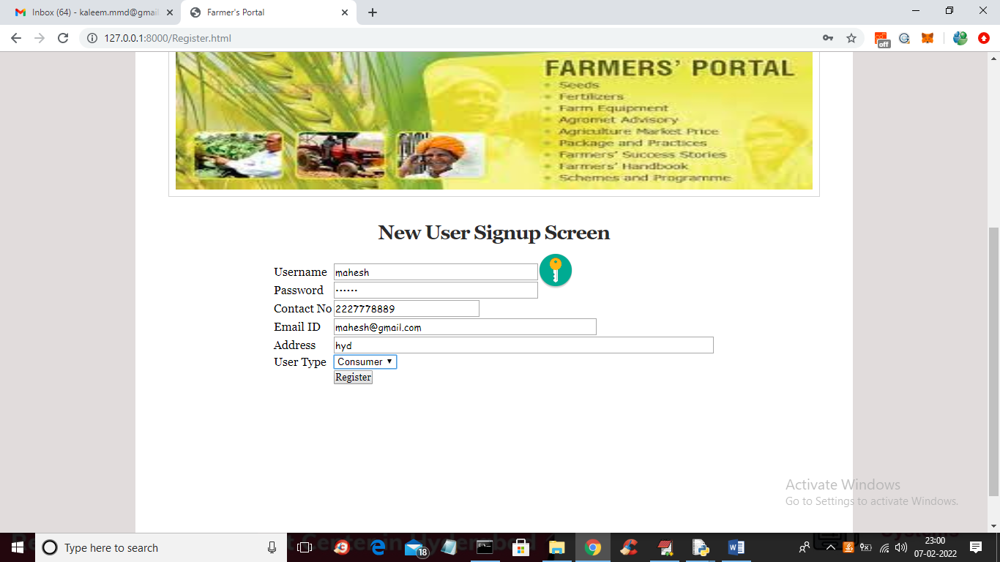 Inbox (64) - kaleem.mmd@gmai
Farmer's Portal
127.0.0.1:8000/Register.html
off
FARMERS' PORTAL
Seeds
Fertilizers
Farm Equipment
Agromet Advisory
Agriculture Market Price
Package and Practices
Farmers' Success Stories
Farmers' Handbook
Schemes and Programme
New User Signup Screen
Username mahesh
Password ······
Contact No 2227778889
Email ID mahesh@gmail.com
Address hyd
User Type Consumer
Register
Activate Windows
Go to Settings to activate Windows.
Type here to search
18
23:00
07-02-2022